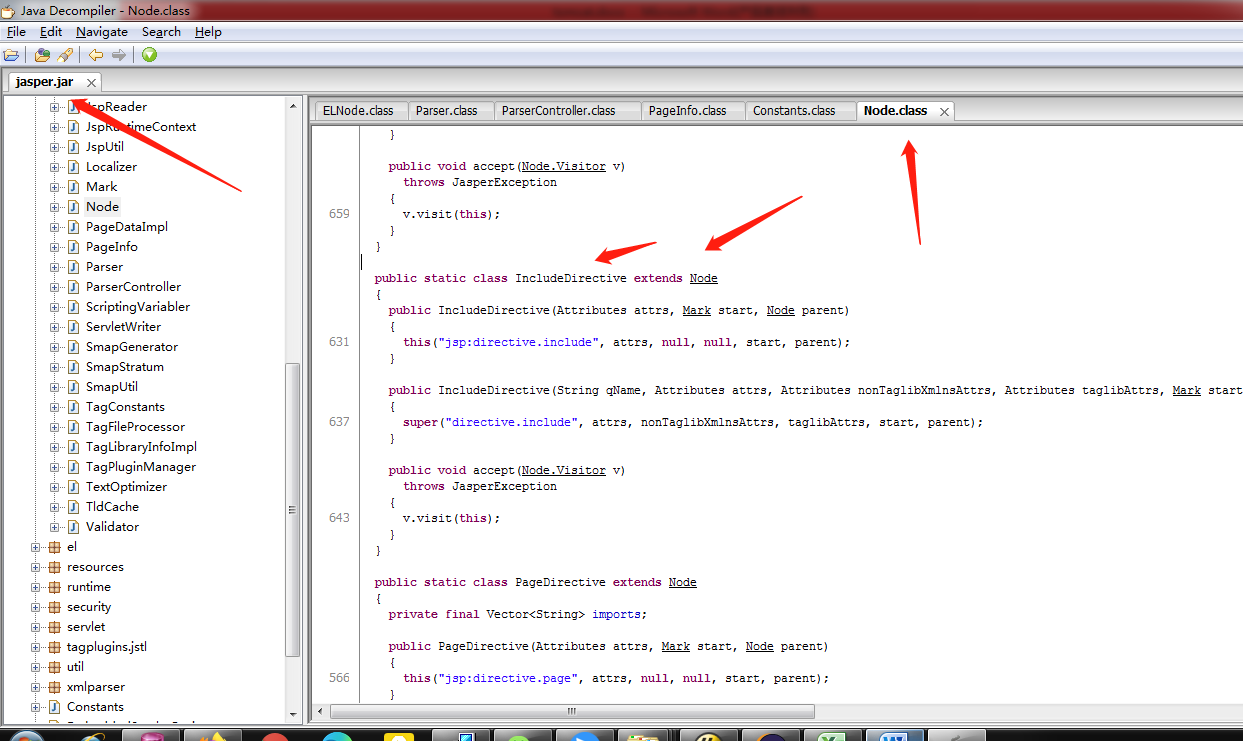 Java Decompiler - Node.class
File Edit Navigate Search Help
jasper.jar
JspReader
JspRuntimeContext
JspUtil
Localizer
Mark
Node
PageDataImpl
PageInfo
Parser
ParserController
ScriptingVariabler
ServletWriter
SmapGenerator
SmapStratum
SmapUtil
TagConstants
TagFileProcessor
TagLibraryInfoImpl
TagPluginManager
TextOptimizer
TldCache
Validator
el
resources
runtime
security
servlet
tagplugins.jstl
util
xmlparser
Constants
ELNode.class Parser.class ParserController.class PageInfo.class Constants.class Node.class
}
public void accept(Node.Visitor v)
throws JasperException
{
659 v.visit(this);
}
}
public static class IncludeDirective extends Node
{
public IncludeDirective(Attributes attrs, Mark start, Node parent)
{
631 this("jsp:directive.include", attrs, null, null, start, parent);
}
public IncludeDirective(String qName, Attributes attrs, Attributes nonTaglibXmlnsAttrs, Attributes taglibAttrs, Mark start
{
637 super("directive.include", attrs, nonTaglibXmlnsAttrs, taglibAttrs, start, parent);
}
public void accept(Node.Visitor v)
throws JasperException
{
643 v.visit(this);
}
}
public static class PageDirective extends Node
{
private final Vector<String> imports;
public PageDirective(Attributes attrs, Mark start, Node parent)
{
566 this("jsp:directive.page", attrs, null, null, start, parent);
}